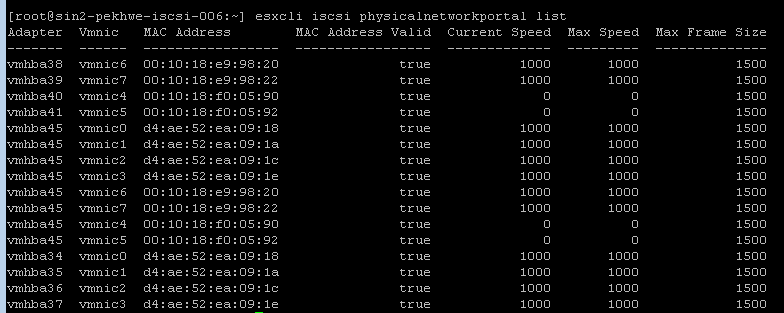 [root@sin2-pekhwe-iscsi-006:~] esxcli iscsi physicalnetworkportal list
Adapter  Vmnic   MAC Address        MAC Address Valid  Current Speed  Max Speed  Max Frame Size
-------  ------  -----------------  -----------------  -------------  ---------  --------------
vmhba38  vmnic6  00:10:18:e9:98:20               true           1000       1000            1500
vmhba39  vmnic7  00:10:18:e9:98:22               true           1000       1000            1500
vmhba40  vmnic4  00:10:18:f0:05:90               true              0          0            1500
vmhba41  vmnic5  00:10:18:f0:05:92               true              0          0            1500
vmhba45  vmnic0  d4:ae:52:ea:09:18               true           1000       1000            1500
vmhba45  vmnic1  d4:ae:52:ea:09:1a               true           1000       1000            1500
vmhba45  vmnic2  d4:ae:52:ea:09:1c               true           1000       1000            1500
vmhba45  vmnic3  d4:ae:52:ea:09:1e               true           1000       1000            1500
vmhba45  vmnic6  00:10:18:e9:98:20               true           1000       1000            1500
vmhba45  vmnic7  00:10:18:e9:98:22               true           1000       1000            1500
vmhba45  vmnic4  00:10:18:f0:05:90               true              0          0            1500
vmhba45  vmnic5  00:10:18:f0:05:92               true              0          0            1500
vmhba34  vmnic0  d4:ae:52:ea:09:18               true           1000       1000            1500
vmhba35  vmnic1  d4:ae:52:ea:09:1a               true           1000       1000            1500
vmhba36  vmnic2  d4:ae:52:ea:09:1c               true           1000       1000            1500
vmhba37  vmnic3  d4:ae:52:ea:09:1e               true           1000       1000            1500